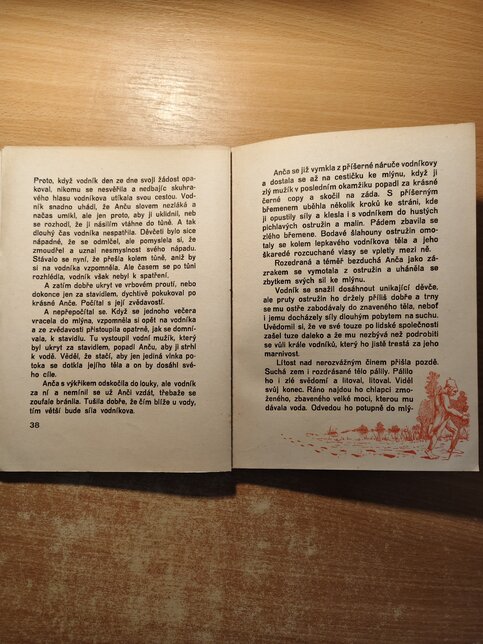 Proto, když vodník den ze dne svoji žádost opa-
koval, nikomu se nesvěřila a nedbajíc skuhra-
vého hlasu vodníkova utíkala svou cestou. Vod-
ník snadno uhádl, že Anču slovem nezláká a
načas umlkl, ale jen proto, aby ji uklidnil, neb
se rozhodl, že ji násilím vtáhne do tůně. A tak
dlouhý čas vodníka nespatřila. Děvčeti bylo sice
nápadné, že se odmlčel, ale pomyslela si, že
zmoudřel a uznal nesmyslnost svého nápadu.
Stávalo se nyní, že přešla kolem tůně, aniž by
si na vodníka vzpomněla. Ale časem se po tůni
rozhlédla, vodník však nebyl k spatření.
A zatím dobře ukryt ve vrbovém proutí, nebo
dokonce jen za stavidlem, dychtivě pokukoval po
krásné Anče. Počítal s její zvědavostí.
A nepřepočítal se. Když se jednoho večera
vracela do mlýna, vzpomněla si opět na vodníka
a ze zvědavosti přistoupila opatrně, jak se domní-
vala, k stavidlu. Tu vystoupil vodní mužík, který
byl ukryt za stavidlem, popadl Anču, aby ji strhl
k vodě. Věděl, že stačí, aby jen jediná vlnka po-
toka se dotkla jejího těla a on by dosáhl svého
cíle.
Anča s výkřikem odskočila do louky, ale vodník
za ní a nemínil se už Anči vzdát, třebaže se
zoufale bránila. Tušila dobře, že čím blíže u vody,
tím větší bude síla vodníkova.
38
Anča se již vymkla z příšerné náruče vodníkovy
a dostala se až na cestičku ke mlýnu, když ji
zlý mužík v posledním okamžiku popadl za krásné
černé copy a skočil na záda. S příšerným
břemenem uběhla několik kroků ke stráni, kde
ji opustily síly a klesla i s vodníkem do hustých
pichlavých ostružin a malin. Pádem zbavila se
zlého břemene. Bodavé šlahouny ostružin omo-
taly se kolem lepkavého vodníkova těla a jeho
škaredé rozcuchané vlasy se vpletly mezi ně.
Rozedraná a téměř bezduchá Anča jako zá-
zrakem se vymotala z ostružin a uháněla se
zbytkem svých sil ke mlýnu.
Vodník se snažil dosáhnout unikající děvče,
ale pruty ostružin ho držely příliš dobře a trny
se mu ostře zabodávaly do znaveného těla, neboť
i jemu docházely síly dlouhým pobytem na suchu.
Uvědomil si, že ve své touze po lidské společnosti
zašel tuze daleko a že mu nezbývá než podrobiti
se vůli krále vodníků, který ho jistě trestá za jeho
marnivost.
Lítost nad nerozvážným činem přišla pozdě.
Suchá zem i rozdrásané tělo pálily. Pálilo
ho i zlé svědomí a litoval, litoval. Viděl
svůj konec. Ráno najdou ho chlapci zmo-
ženého, zbaveného velké moci, kterou mu
dávala voda. Odvedou ho potupně do mlý-